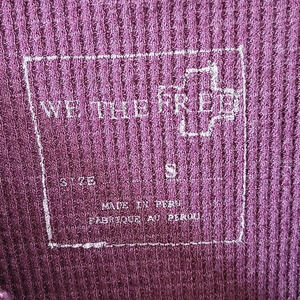 WE THE FREE
SIZE S
MADE IN PERU
FABRIQUE AU PEROU